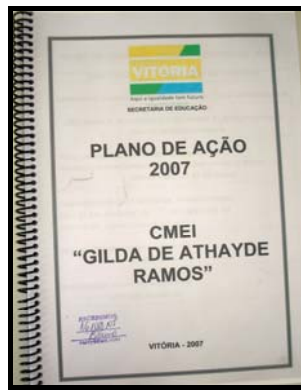 VITÓRIA
SECRETARIA DE EDUCAÇÃO
PLANO DE AÇÃO
2007
CMEI
"GILDA DE ATHAYDE
RAMOS"
VITÓRIA - 2007